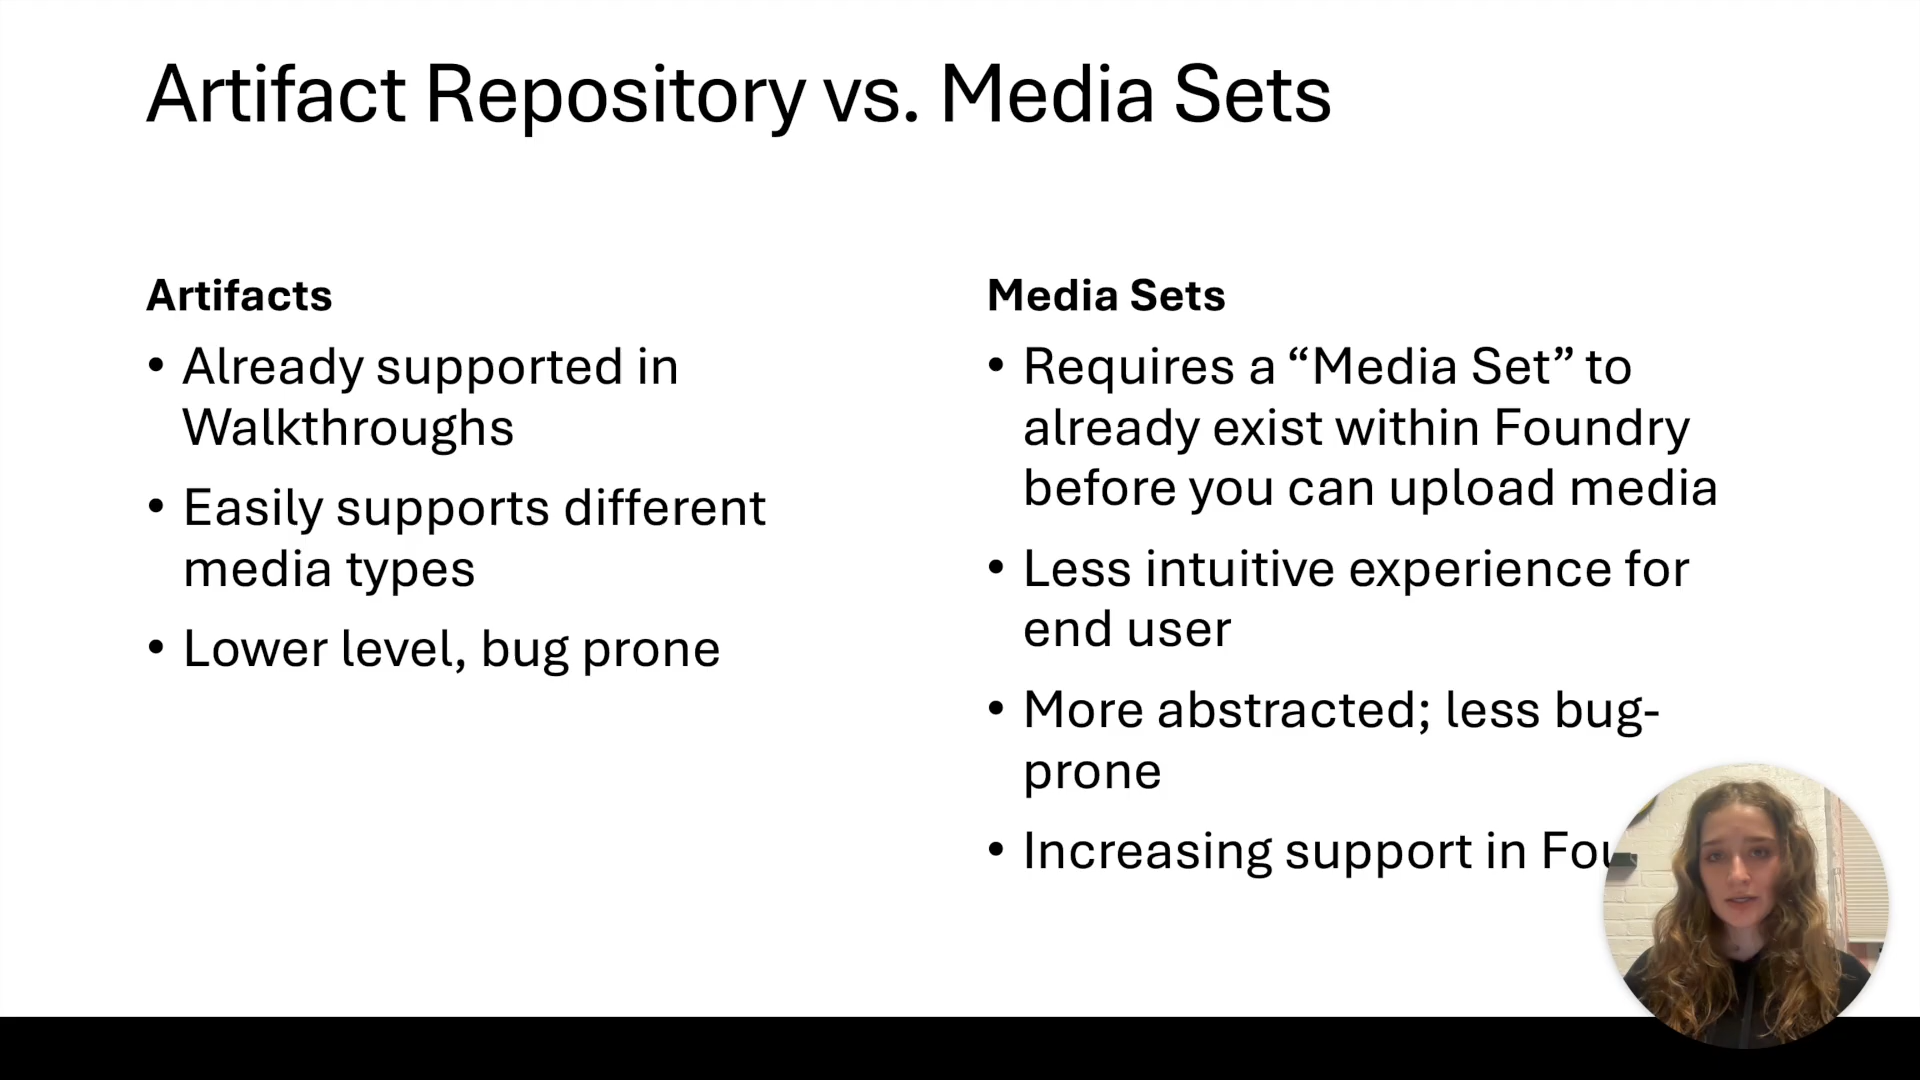 Artifact Repository vs. Media Sets
Artifacts
• Already supported in
Walkthroughs
• Easily supports different
media types
• Lower level, bug prone
Media Sets
• Requires a “Media Set” to
already exist within Foundry
before you can upload media
• Less intuitive experience for
end user
• More abstracted; less bug-
prone
• Increasing support in